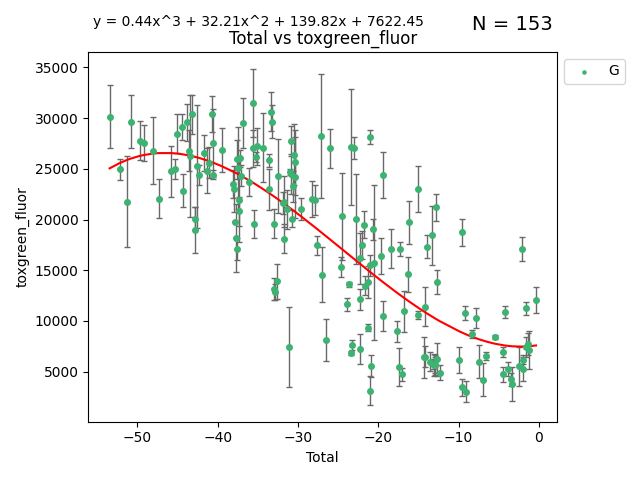 y = 0.44x^3 + 32.21x^2 + 139.82x + 7622.45
N = 153
Total vs toxgreen_fluor
G
35000
30000
25000
20000
15000
10000
5000
toxgreen_fluor
−50
−40
−30
−20
−10
0
Total